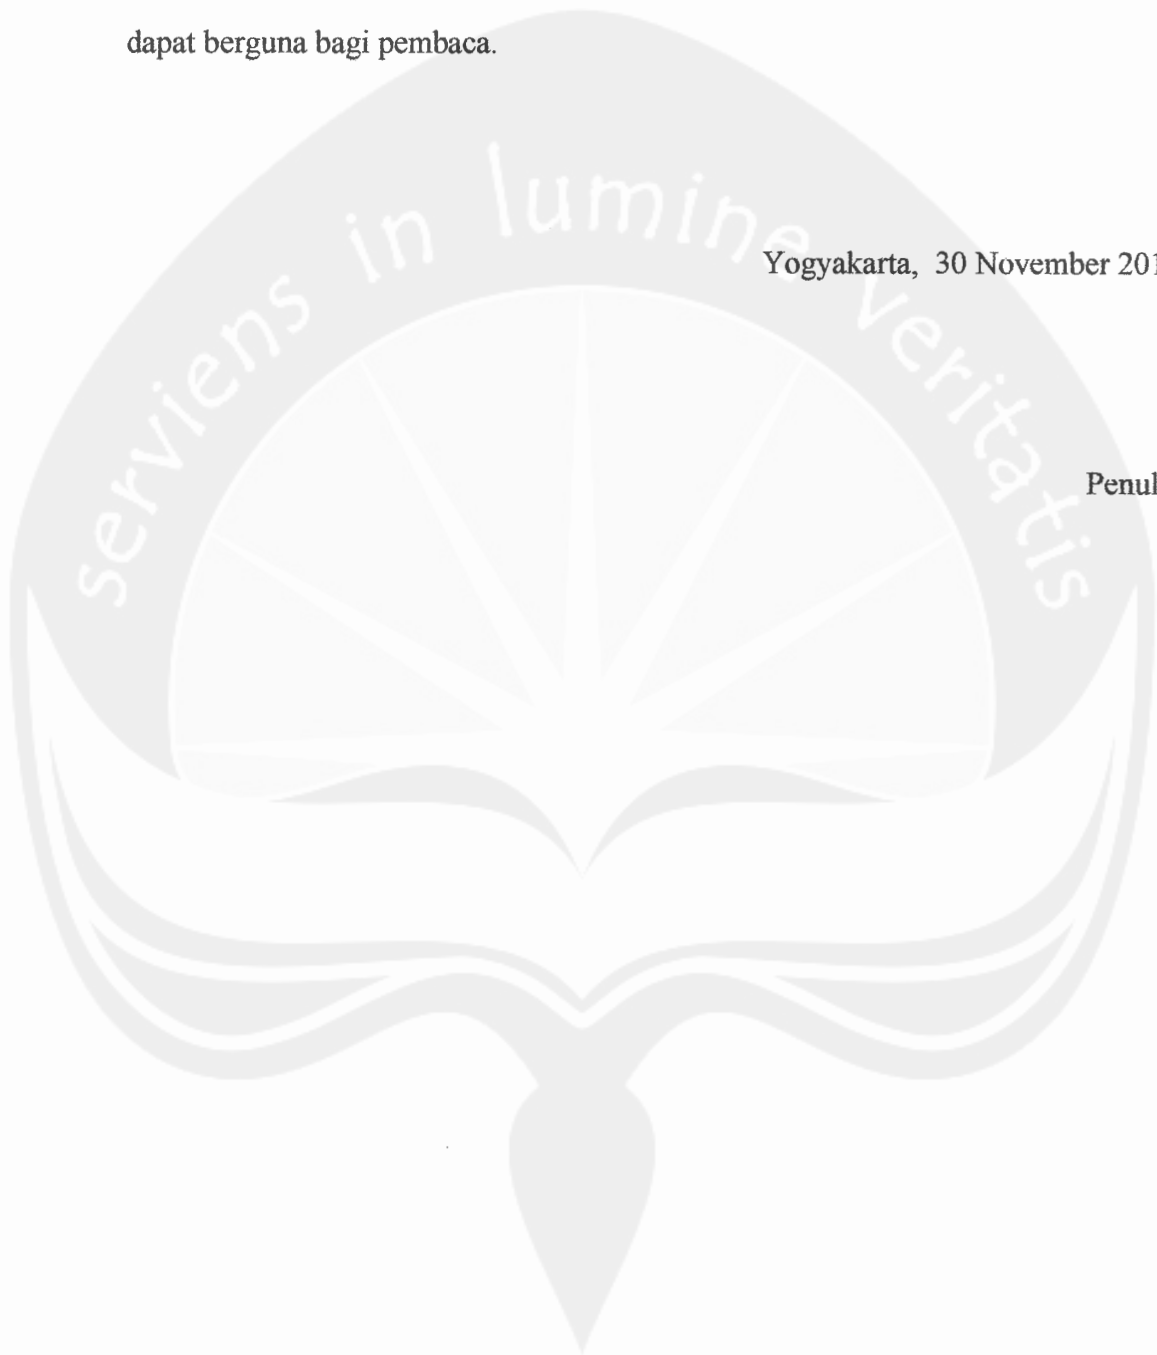 dapat berguna bagi pembaca.
serviens in lumine veritatis
Yogyakarta, 30 November 201
Penul